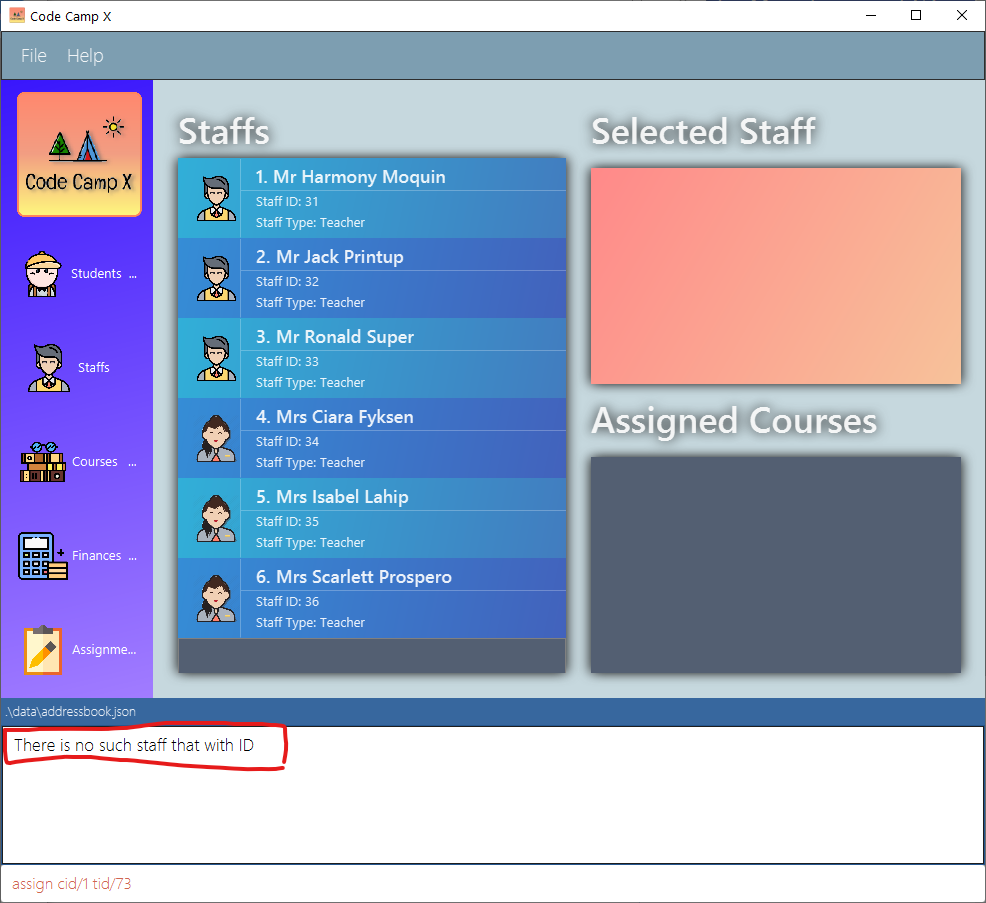 Code Camp X
File Help
Code Camp X
Students ...
Staffs
Courses ...
Finances ...
Assignme...
Staffs
1. Mr Harmony Moquin
Staff ID: 31
Staff Type: Teacher
2. Mr Jack Printup
Staff ID: 32
Staff Type: Teacher
3. Mr Ronald Super
Staff ID: 33
Staff Type: Teacher
4. Mrs Ciara Fyksen
Staff ID: 34
Staff Type: Teacher
5. Mrs Isabel Lahip
Staff ID: 35
Staff Type: Teacher
6. Mrs Scarlett Prospero
Staff ID: 36
Staff Type: Teacher
Selected Staff
Assigned Courses
.\data\addressbook.json
There is no such staff that with ID
assign cid/1 tid/73